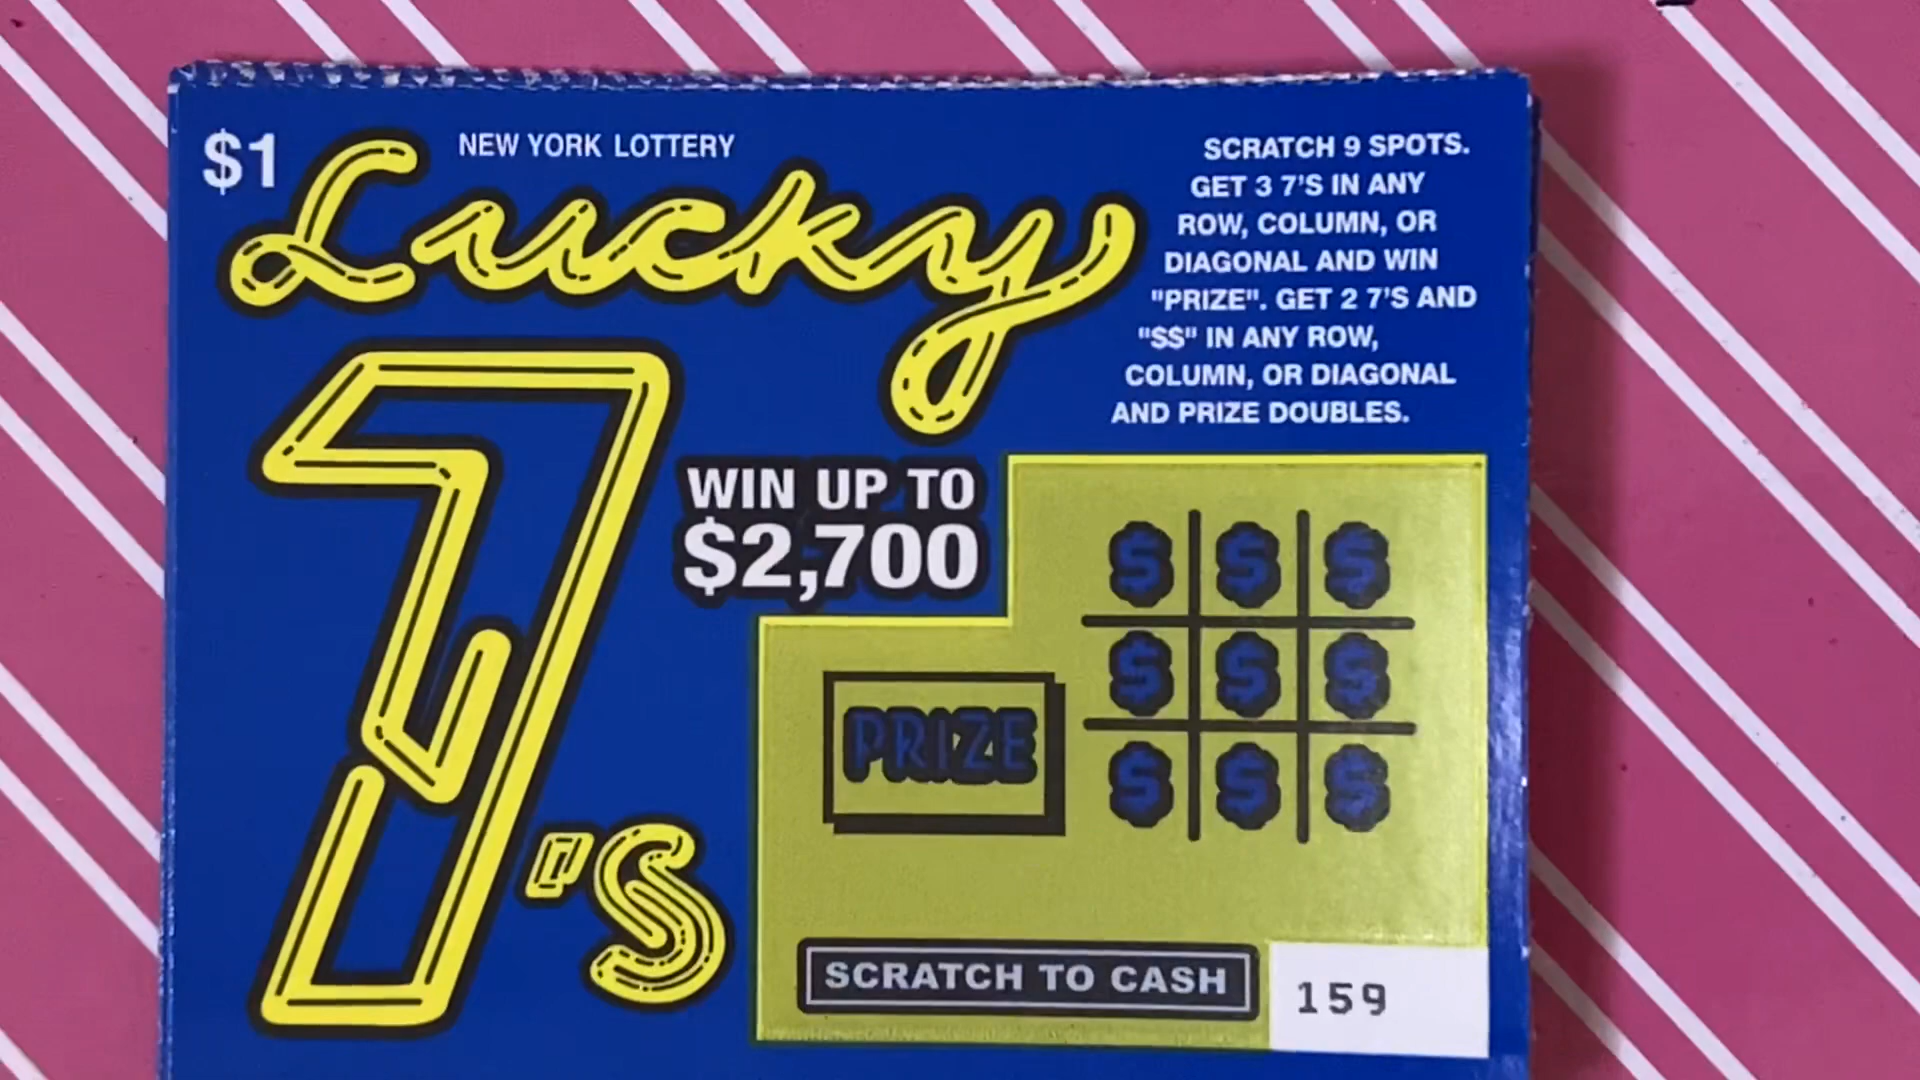 $1
NEW YORK LOTTERY
Lucky
7's
SCRATCH 9 SPOTS.
GET 3 7'S IN ANY
ROW, COLUMN, OR
DIAGONAL AND WIN
"PRIZE". GET 2 7'S AND
"$$" IN ANY ROW,
COLUMN, OR DIAGONAL
AND PRIZE DOUBLES.
WIN UP TO
$2,700
$ $ $
$ $ $
$ $ $
PRIZE
SCRATCH TO CASH
159